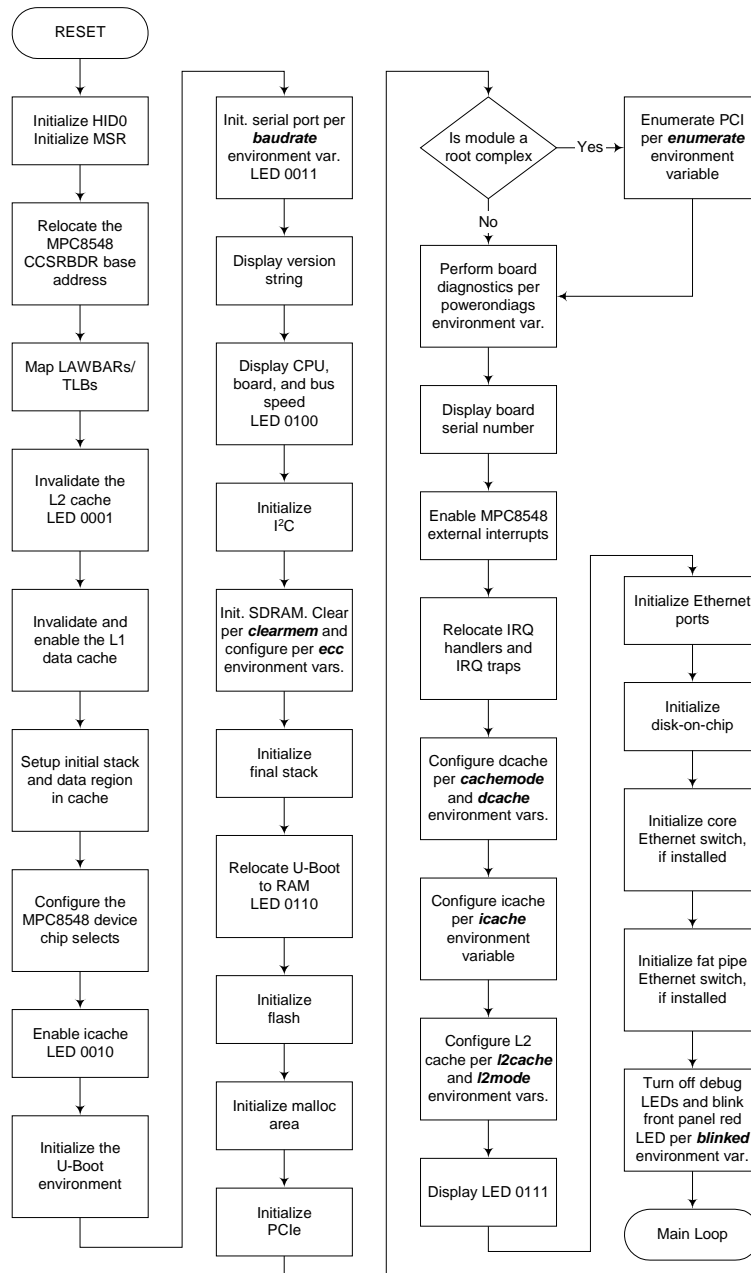 RESET
Initialize HID0
Initialize MSR
Relocate the
MPC8548
CCSRBDR base
address
Map LAWBARs/
TLBs
Invalidate the
L2 cache
LED 0001
Invalidate and
enable the L1
data cache
Setup initial stack
and data region
in cache
Configure the
MPC8548 device
chip selects
Enable icache
LED 0010
Initialize the
U-Boot
environment
Init. serial port per
baudrate
environment var.
LED 0011
Display version
string
Display CPU,
board, and bus
speed
LED 0100
Initialize
I²C
Init. SDRAM. Clear
per clearmem and
configure per ecc
environment vars.
Initialize
final stack
Relocate U-Boot
to RAM
LED 0110
Initialize
flash
Initialize malloc
area
Initialize
PCIe
Is module a
root complex
Yes
No
Enumerate PCI
per enumerate
environment
variable
Perform board
diagnostics per
powerondiags
environment var.
Display board
serial number
Enable MPC8548
external interrupts
Relocate IRQ
handlers and
IRQ traps
Configure dcache
per cachemode
and dcache
environment vars.
Configure icache
per icache
environment
variable
Configure L2
cache per l2cache
and l2mode
environment vars.
Display LED 0111
Initialize Ethernet
ports
Initialize
disk-on-chip
Initialize core
Ethernet switch,
if installed
Initialize fat pipe
Ethernet switch,
if installed
Turn off debug
LEDs and blink
front panel red
LED per blinked
environment var.
Main Loop